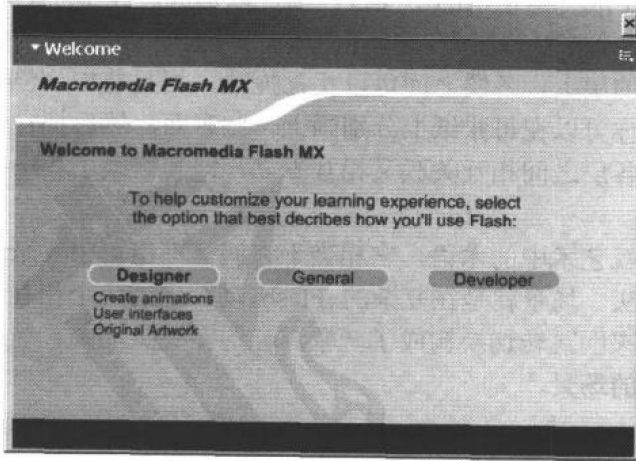 Welcome
Macromedia Flash MX
Welcome to Macromedia Flash MX
To help customize your learning experience, select
the option that best decribes how you'll use Flash:
Designer
General
Developer
Create animations
User interfaces
Original Artwork